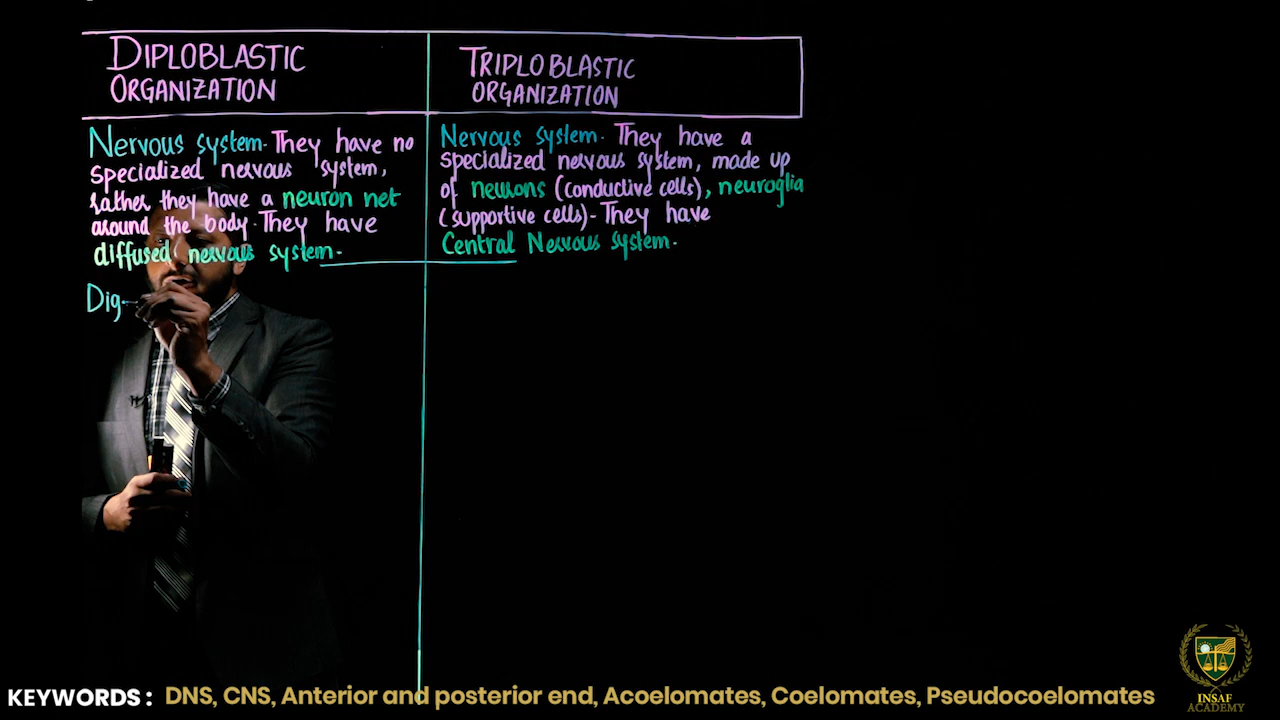 DIPLOBLASTIC
ORGANIZATION
Nervous system. They have no
specialized nervous system,
rather they have a neuron net
around the body. They have
diffused nervous system.
Dig
TRIPLOBLASTIC
ORGANIZATION
Nervous system. They have a
specialized nervous system, made up
of neurons (conductive cells), neuroglia
(supportive cells). They have
Central Nervous system.
KEYWORDS : DNS, CNS, Anterior and posterior end, Acoelomates, Coelomates, Pseudocoelomates
INSAF
ACADEMY